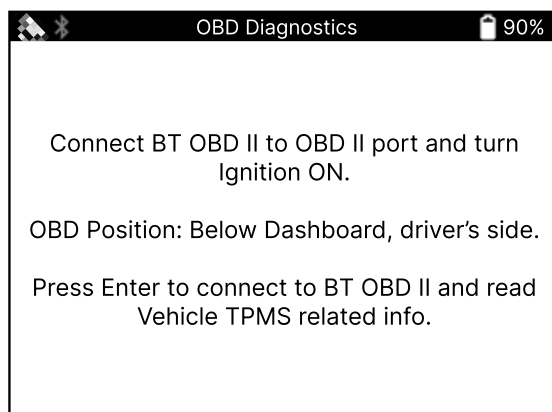 OBD Diagnostics
90%
Connect BT OBD II to OBD II port and turn
Ignition ON.
OBD Position: Below Dashboard, driver’s side.
Press Enter to connect to BT OBD II and read
Vehicle TPMS related info.